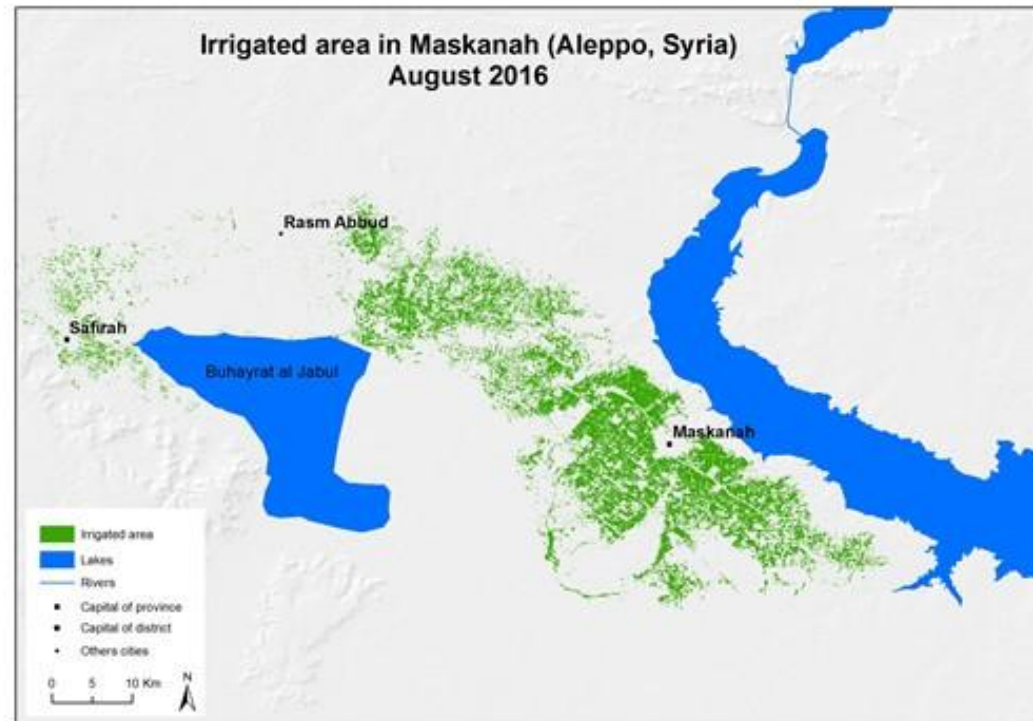 Irrigated area in Maskanah (Aleppo, Syria)
August 2016
Rasm Abbud
Safirah
Buhayrat al Jabul
Maskanah
Irrigated area
Lakes
Rivers
Capital of province
Capital of district
Others cities
0 5 10 Km
N